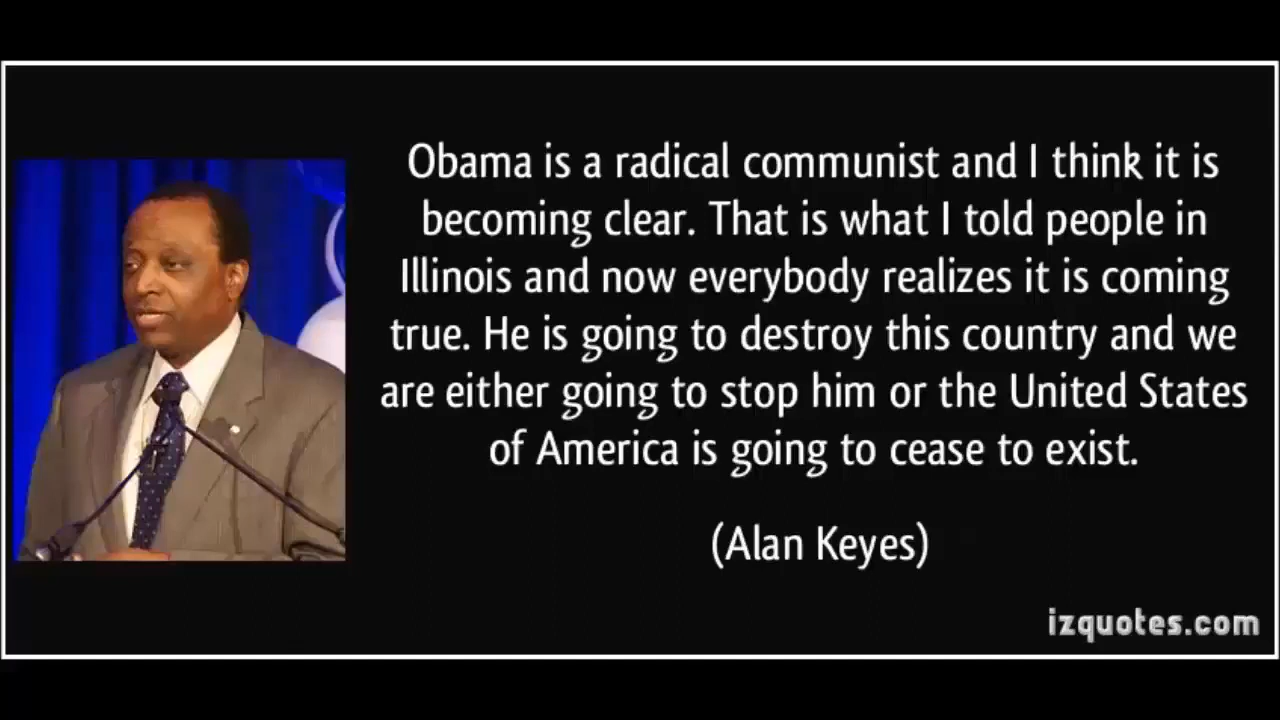 Obama is a radical communist and I think it is
becoming clear. That is what I told people in
Illinois and now everybody realizes it is coming
true. He is going to destroy this country and we
are either going to stop him or the United States
of America is going to cease to exist.
(Alan Keyes)
izquotes.com